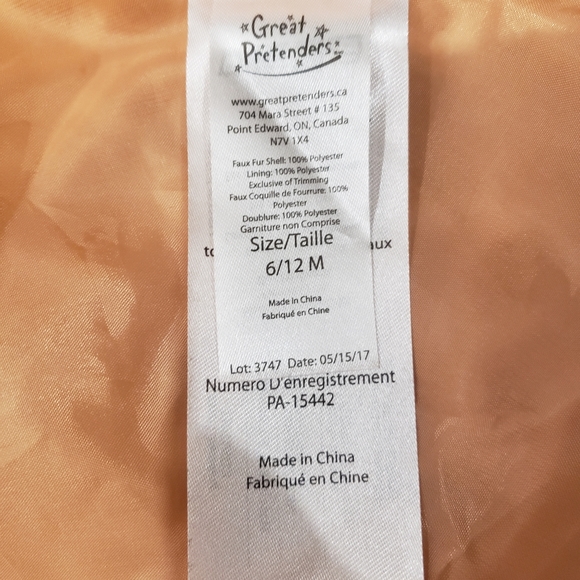 Great
Pretenders
www.greatpretenders.ca
704 Mara Street # 135
Point Edward, ON, Canada
N7V 1X4
Faux Fur Shell: 100% Polyester
Lining: 100% Polyester
Exclusive of Trimming
Faux Coquille de Fourrure: 100%
Polyester
Doublure: 100% Polyester
Garniture non Comprise
Size/Taille
6/12 M
Made in China
Fabriqué en Chine
Lot: 3747 Date: 05/15/17
Numero D'enregistrement
PA-15442
Made in China
Fabriqué en Chine